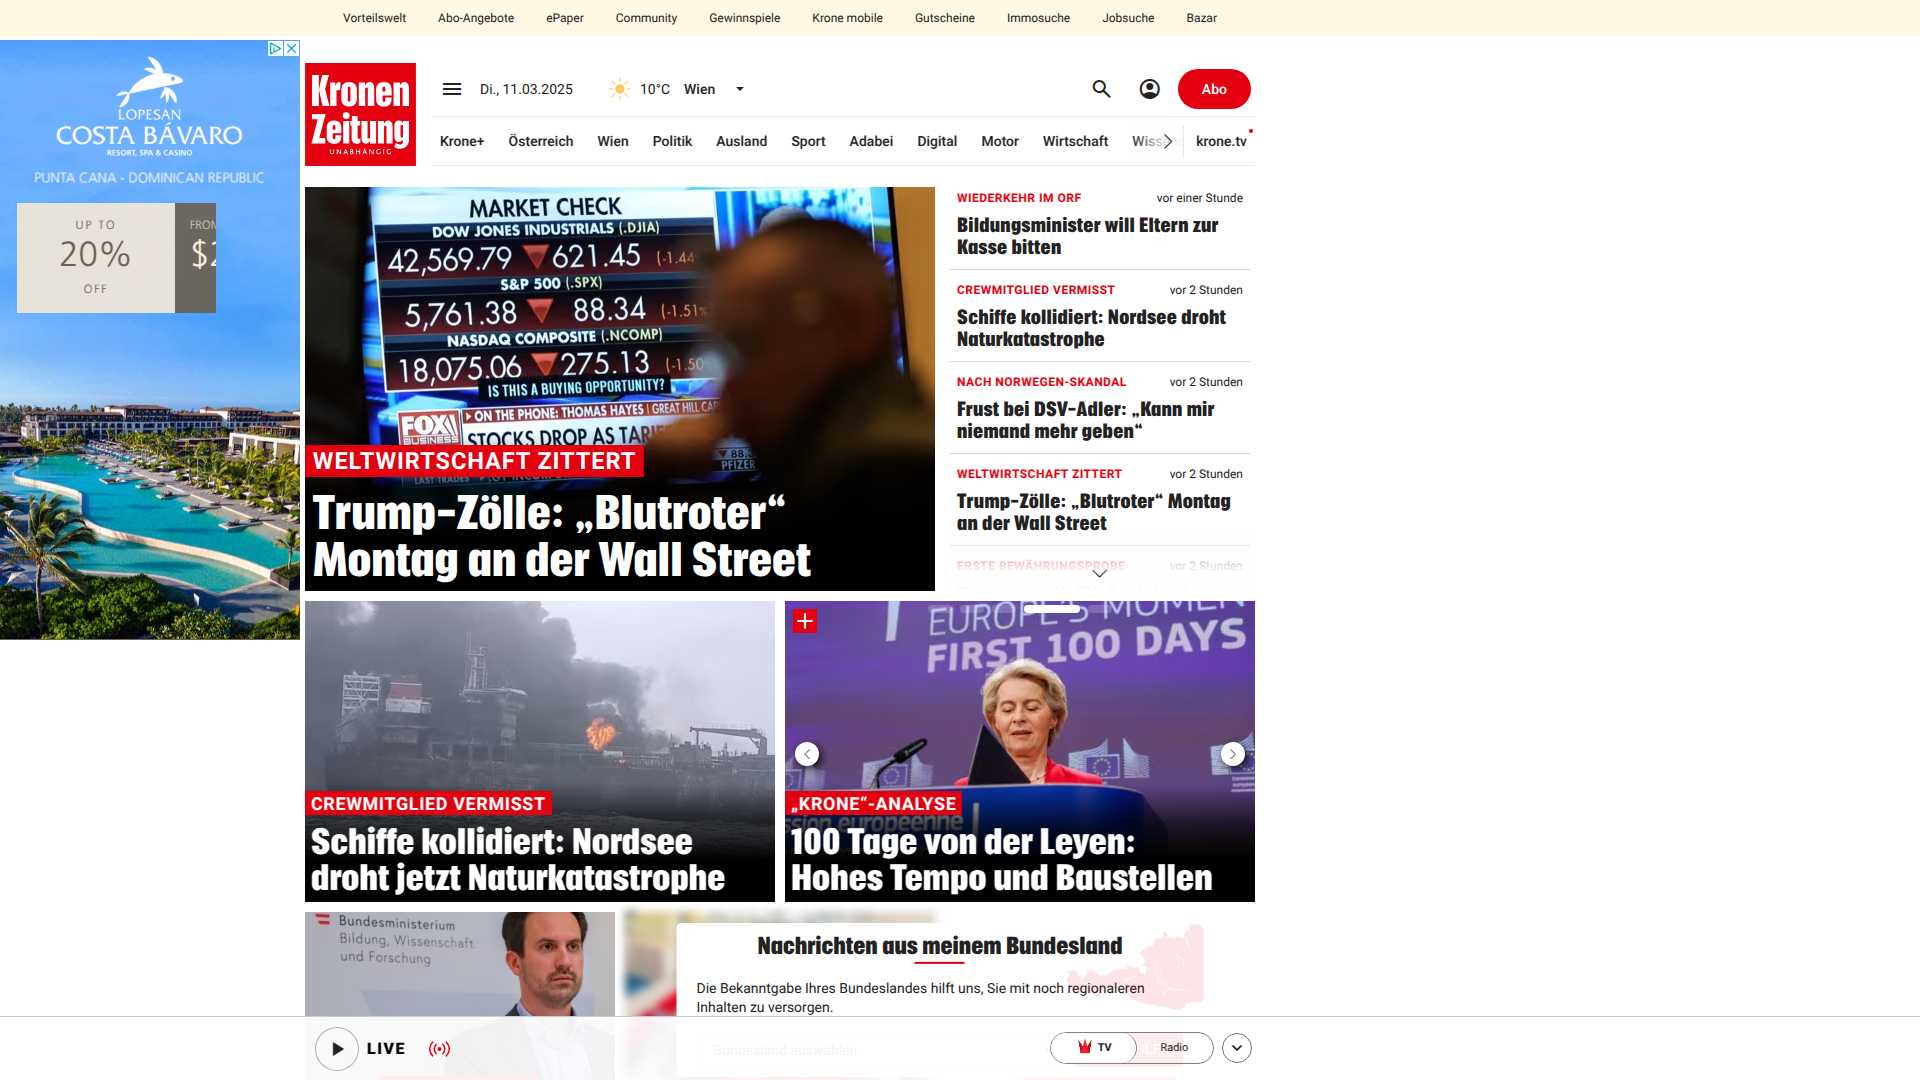 Vorteilswelt Abo-Angebote ePaper Community Gewinnspiele Krone mobile Gutscheine Immosuche Jobsuche Bazar
LOPESAN
COSTA BÁVARO
RESORT, SPA & CASINO
PUNTA CANA - DOMINICAN REPUBLIC
UP TO
20%
OFF
Kronen
Zeitung
UNABHÄNGIG
Di., 11.03.2025 10°C Wien
Abo
Krone+ Österreich Wien Politik Ausland Sport Adabei Digital Motor Wirtschaft krone.tv
MARKET CHECK
DOW JONES INDUSTRIALS (.DJIA)
42,569.79 621.45
S&P 500 (.SPX)
5,761.38 88.34 (-1.51%
NASDAQ COMPOSITE (.NCOMP)
18,075.06 275.13 (-1.50
IS THIS A BUYING OPPORTUNITY?
FOX
BUSINESS
ON THE PHONE: THOMAS HAYES | GREAT HILL
STOCKS DROP AS
PFIZER
WELTWIRTSCHAFT ZITTERT
Trump-Zölle: „Blutroter“
Montag an der Wall Street
WIEDERKEHR IM ORF vor einer Stunde
Bildungsminister will Eltern zur
Kasse bitten
CREWMITGLIED VERMISST vor 2 Stunden
Schiffe kollidiert: Nordsee droht
Naturkatastrophe
NACH NORWEGEN-SKANDAL vor 2 Stunden
Frust bei DSV-Adler: „Kann mir
niemand mehr geben“
WELTWIRTSCHAFT ZITTERT vor 2 Stunden
Trump-Zölle: „Blutroter“ Montag
an der Wall Street
ERSTE BEWÄHRUNGSPROBE vor 2 Stunden
CREWMITGLIED VERMISST
Schiffe kollidiert: Nordsee
droht jetzt Naturkatastrophe
EUROPE'S
FIRST 100 DAYS
„KRONE“-ANALYSE
européenne
100 Tage von der Leyen:
Hohes Tempo und Baustellen
Bundesministerium
Bildung, Wissenschaft
und Forschung
Nachrichten aus meinem Bundesland
Die Bekanntgabe Ihres Bundeslandes hilft uns, Sie mit noch regionaleren
Inhalten zu versorgen.
Bundesland auswählen
LIVE
TV Radio